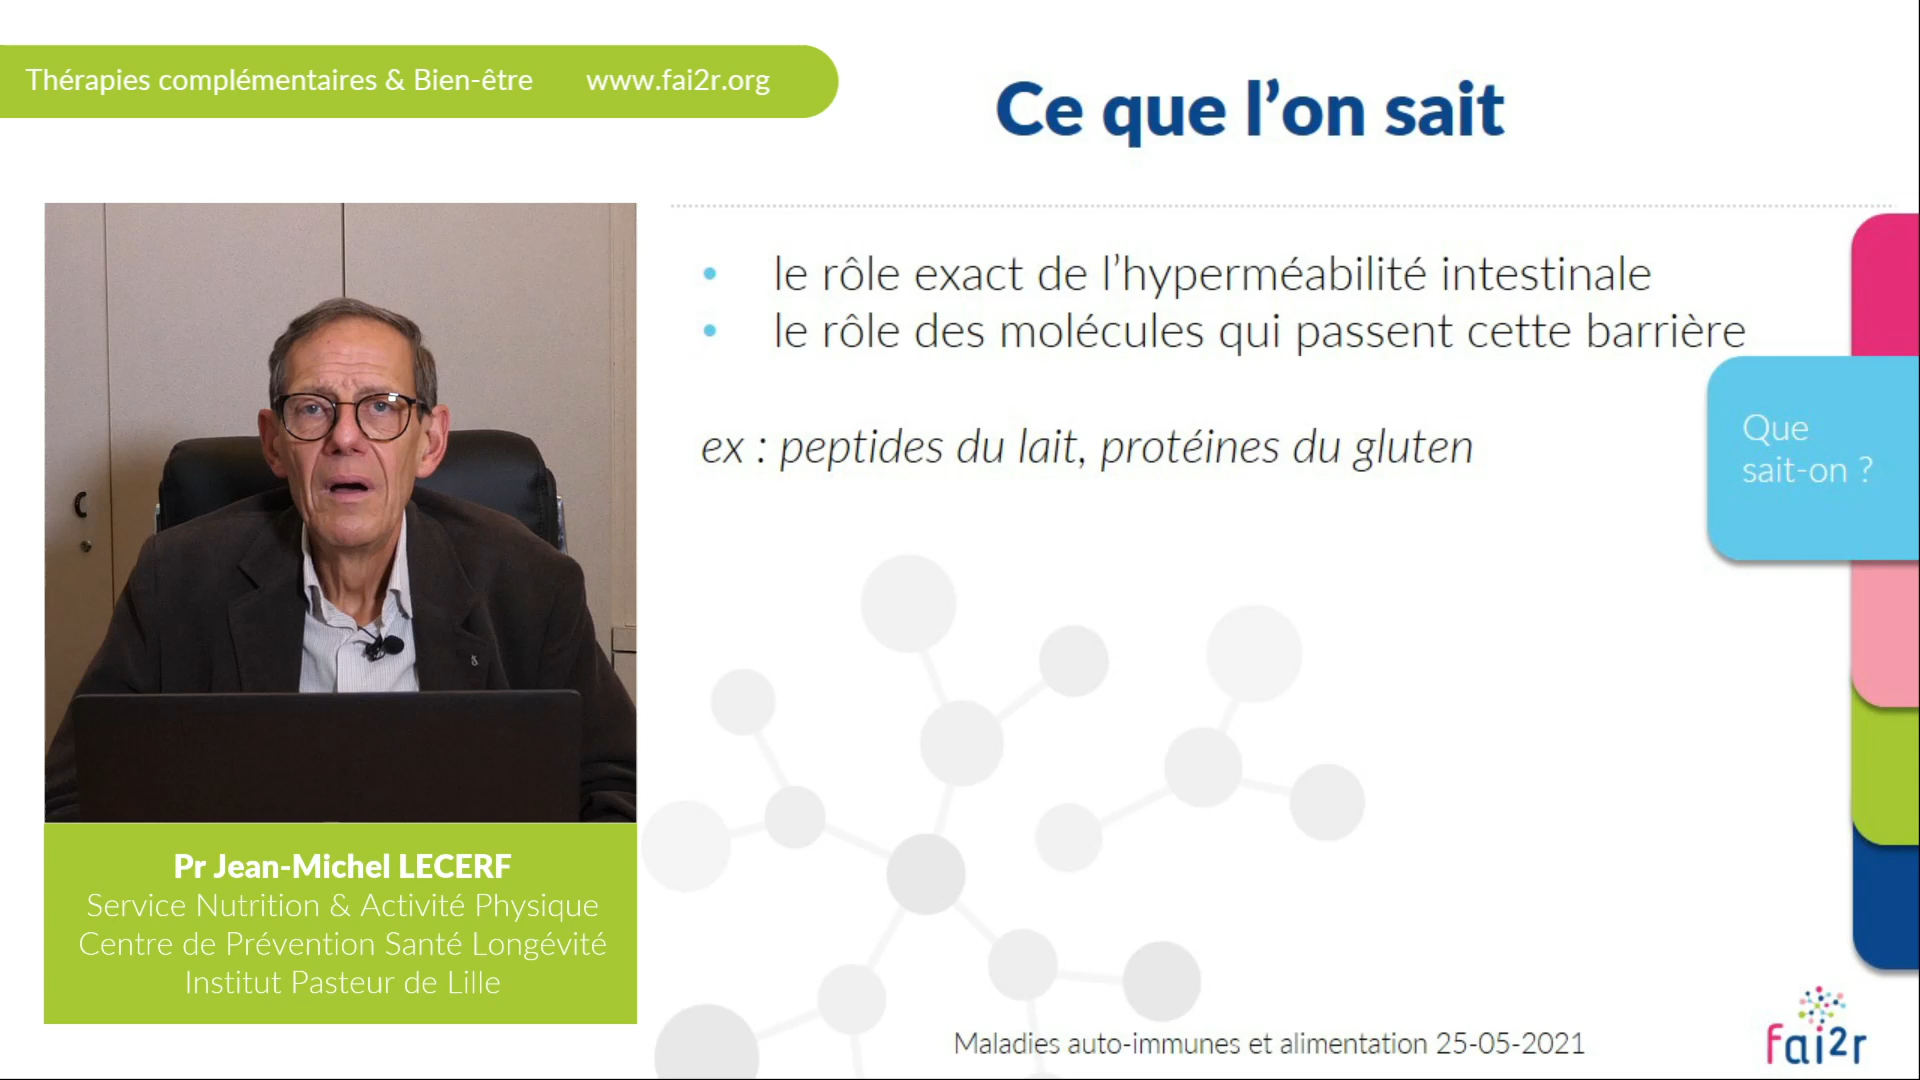 Thérapies complémentaires & Bien-être www.fai2r.org
Ce que l’on sait
• le rôle exact de l’hyperméabilité intestinale
• le rôle des molécules qui passent cette barrière
ex : peptides du lait, protéines du gluten
Que
sait-on ?
Pr Jean-Michel LECERF
Service Nutrition & Activité Physique
Centre de Prévention Santé Longévité
Institut Pasteur de Lille
Maladies auto-immunes et alimentation 25-05-2021
fai2r